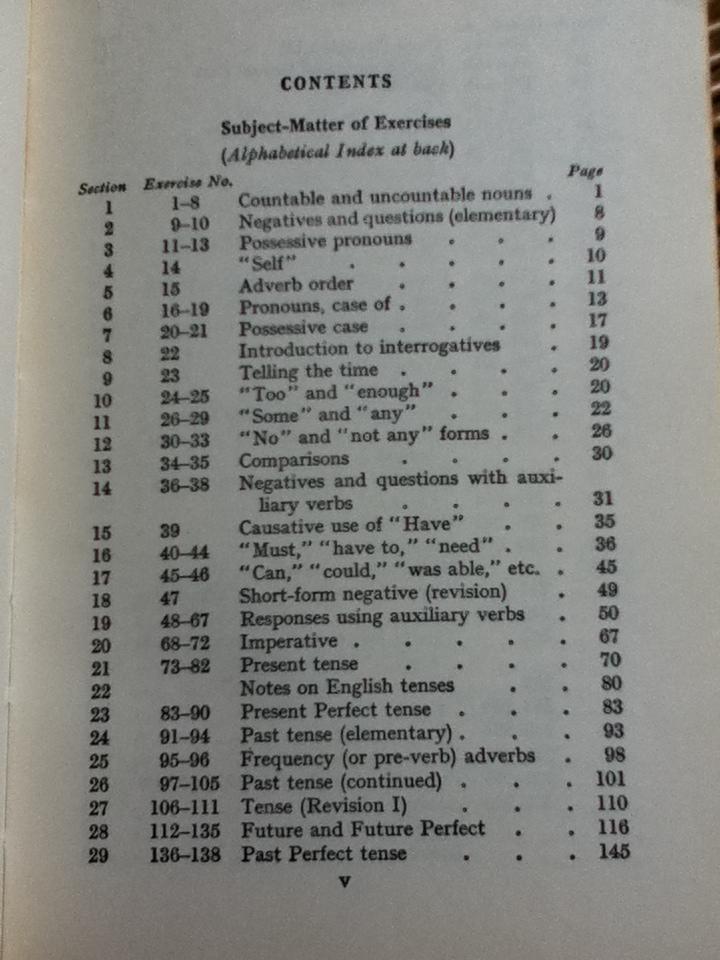 CONTENTS
Subject-Matter of Exercises
(Alphabetical Index at back)
Section Exercise No. Page
1 1–8 Countable and uncountable nouns . 1
2 9–10 Negatives and questions (elementary) 8
3 11–13 Possessive pronouns . . . 9
4 14 “Self” . . . . . 10
5 15 Adverb order . . . . 11
6 16–19 Pronouns, case of . . . . 13
7 20–21 Possessive case . . . . 17
8 22 Introduction to interrogatives . 19
9 23 Telling the time . . . . 20
10 24–25 “Too” and “enough” . . . 20
11 26–29 “Some” and “any” . . . 22
12 30–33 “No” and “not any” forms . . 26
13 34–35 Comparisons . . . . 30
14 36–38 Negatives and questions with auxi-
liary verbs . . . . 31
15 39 Causative use of “Have” . . 35
16 40–44 “Must,” “have to,” “need” . . 36
17 45–46 “Can,” “could,” “was able,” etc. . 45
18 47 Short-form negative (revision) . 49
19 48–67 Responses using auxiliary verbs . 50
20 68–72 Imperative . . . . . 67
21 73–82 Present tense . . . . 70
22 Notes on English tenses . . 80
23 83–90 Present Perfect tense . . . 83
24 91–94 Past tense (elementary) . . . 93
25 95–96 Frequency (or pre-verb) adverbs . 98
26 97–105 Past tense (continued) . . . 101
27 106–111 Tense (Revision I) . . . 110
28 112–135 Future and Future Perfect . . 116
29 136–138 Past Perfect tense . . . 145
v